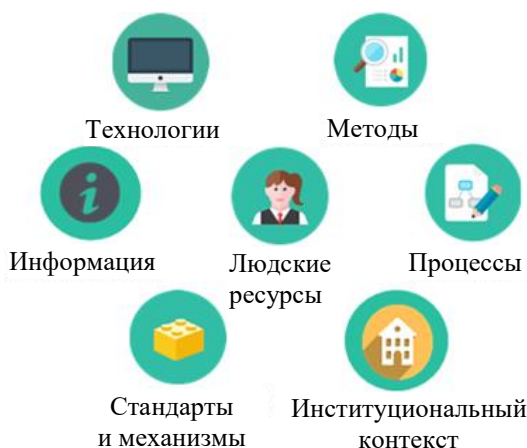 Технологии
Методы
Информация
Людские
ресурсы
Процессы
Стандарты
и механизмы
Институциональный
контекст